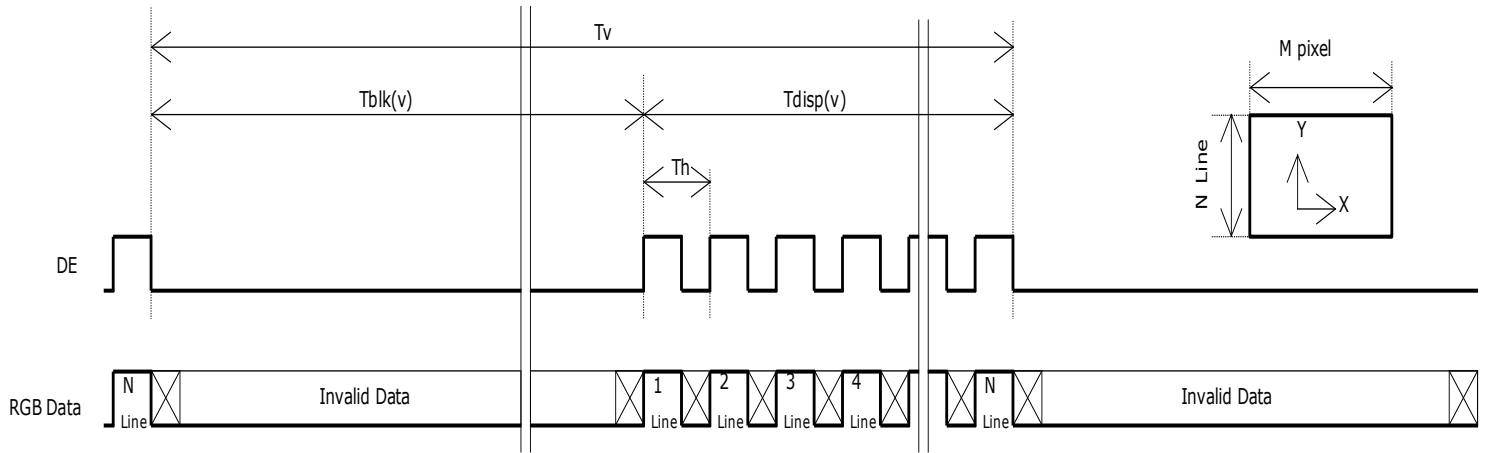 Tv
M pixel
Tblk(v)
Tdisp(v)
Th
N Line
Y
X
DE
RGB Data
N
Line
Invalid Data
1
Line
2
Line
3
Line
4
Line
N
Line
Invalid Data